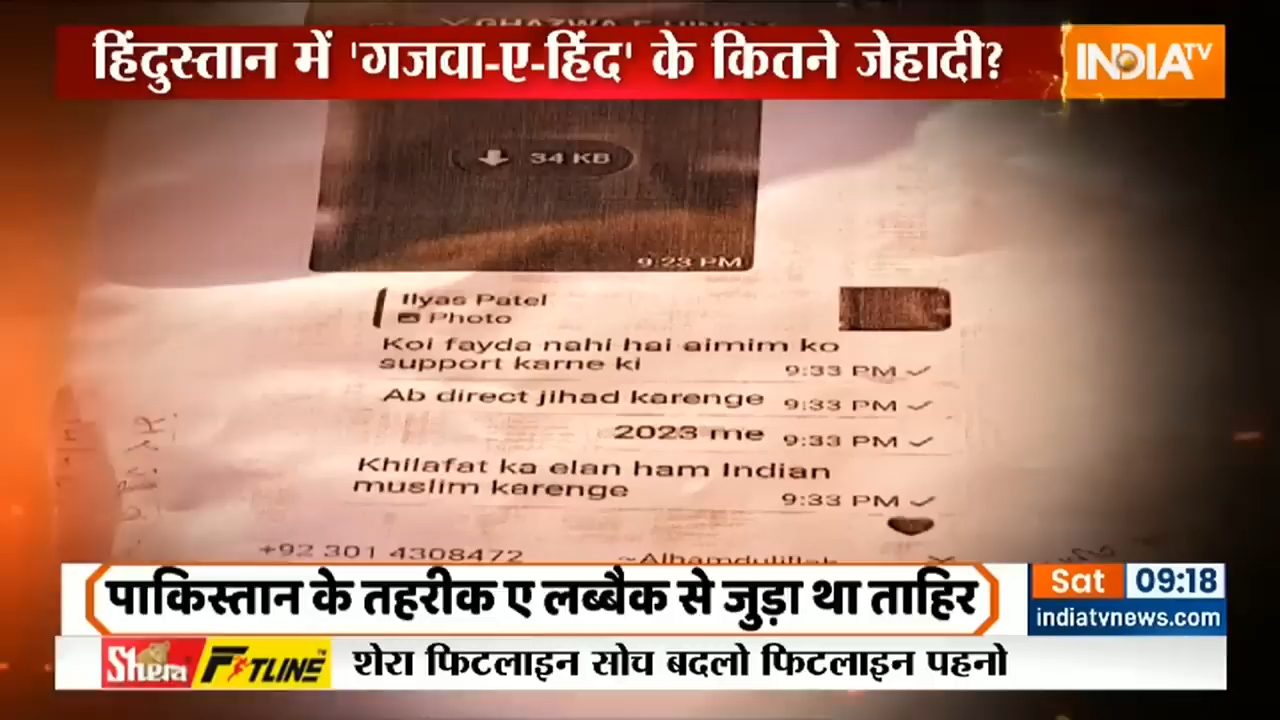 GHAZWA E HIND
हिंदुस्तान में 'गजवा-ए-हिंद' के कितने जेहादी?
INDIA TV
34 KB
9:23 PM
Ilyas Patel
Photo
Koi fayda nahi hai aimim ko
support karne ki 9:33 PM
Ab direct jihad karenge 9:33 PM
2023 me 9:33 PM
Khilafat ka elan ham Indian
muslim karenge 9:33 PM
+92 301 4308472 ~Alhamdulillah
पाकिस्तान के तहरीक ए लब्बैक से जुड़ा था ताहिर
Sat 09:18
indiatvnews.com
Shera FITLINE शेरा फिटलाइन सोच बदलो फिटलाइन पहनो